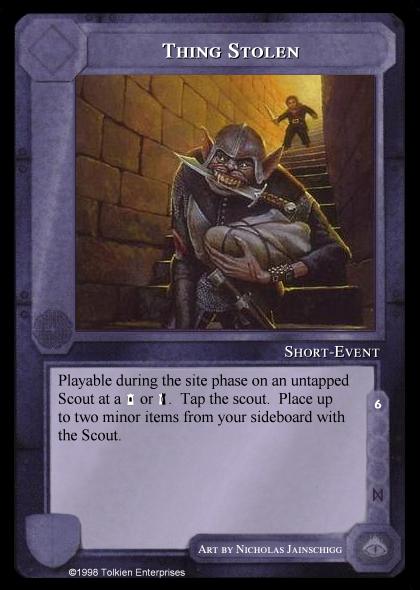 THING STOLEN
SHORT-EVENT
Playable during the site phase on an untapped
Scout at a or . Tap the scout. Place up
to two minor items from your sideboard with
the Scout.
6
ART BY NICHOLAS JAINSCHIGG
©1998 Tolkien Enterprises